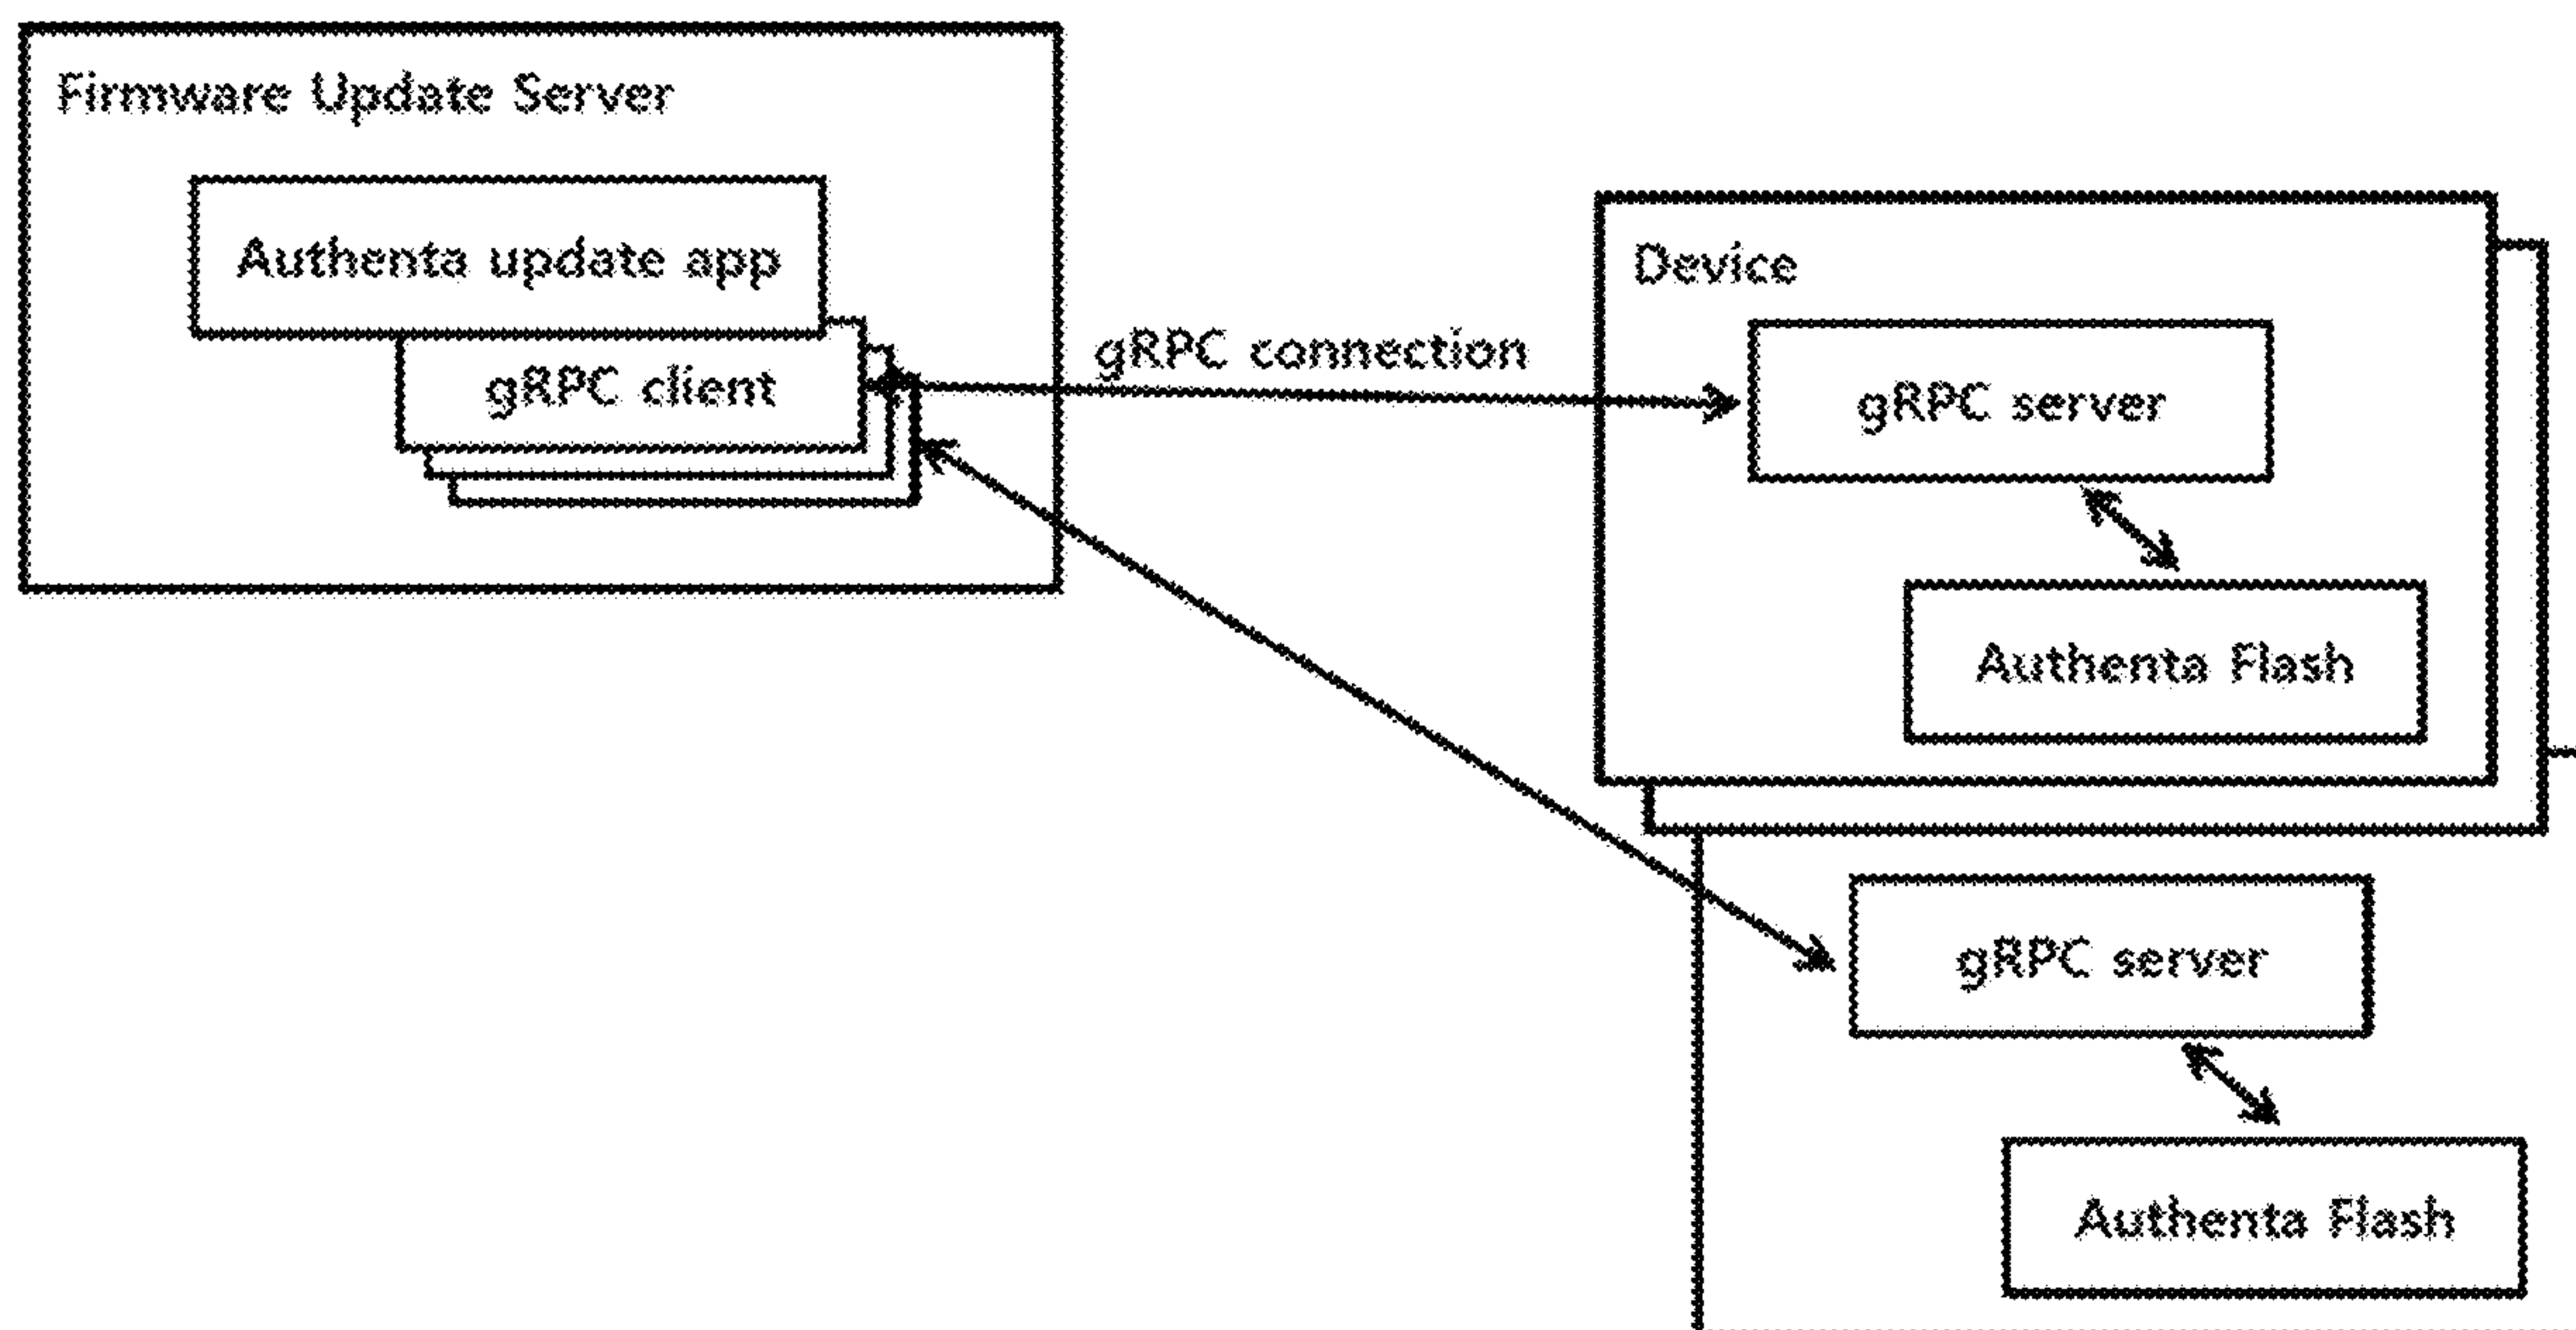 Firmware Update Server
Authenta update app
gRPC client
gRPC connection
Device
gRPC server
Authenta Flash
gRPC server
Authenta Flash